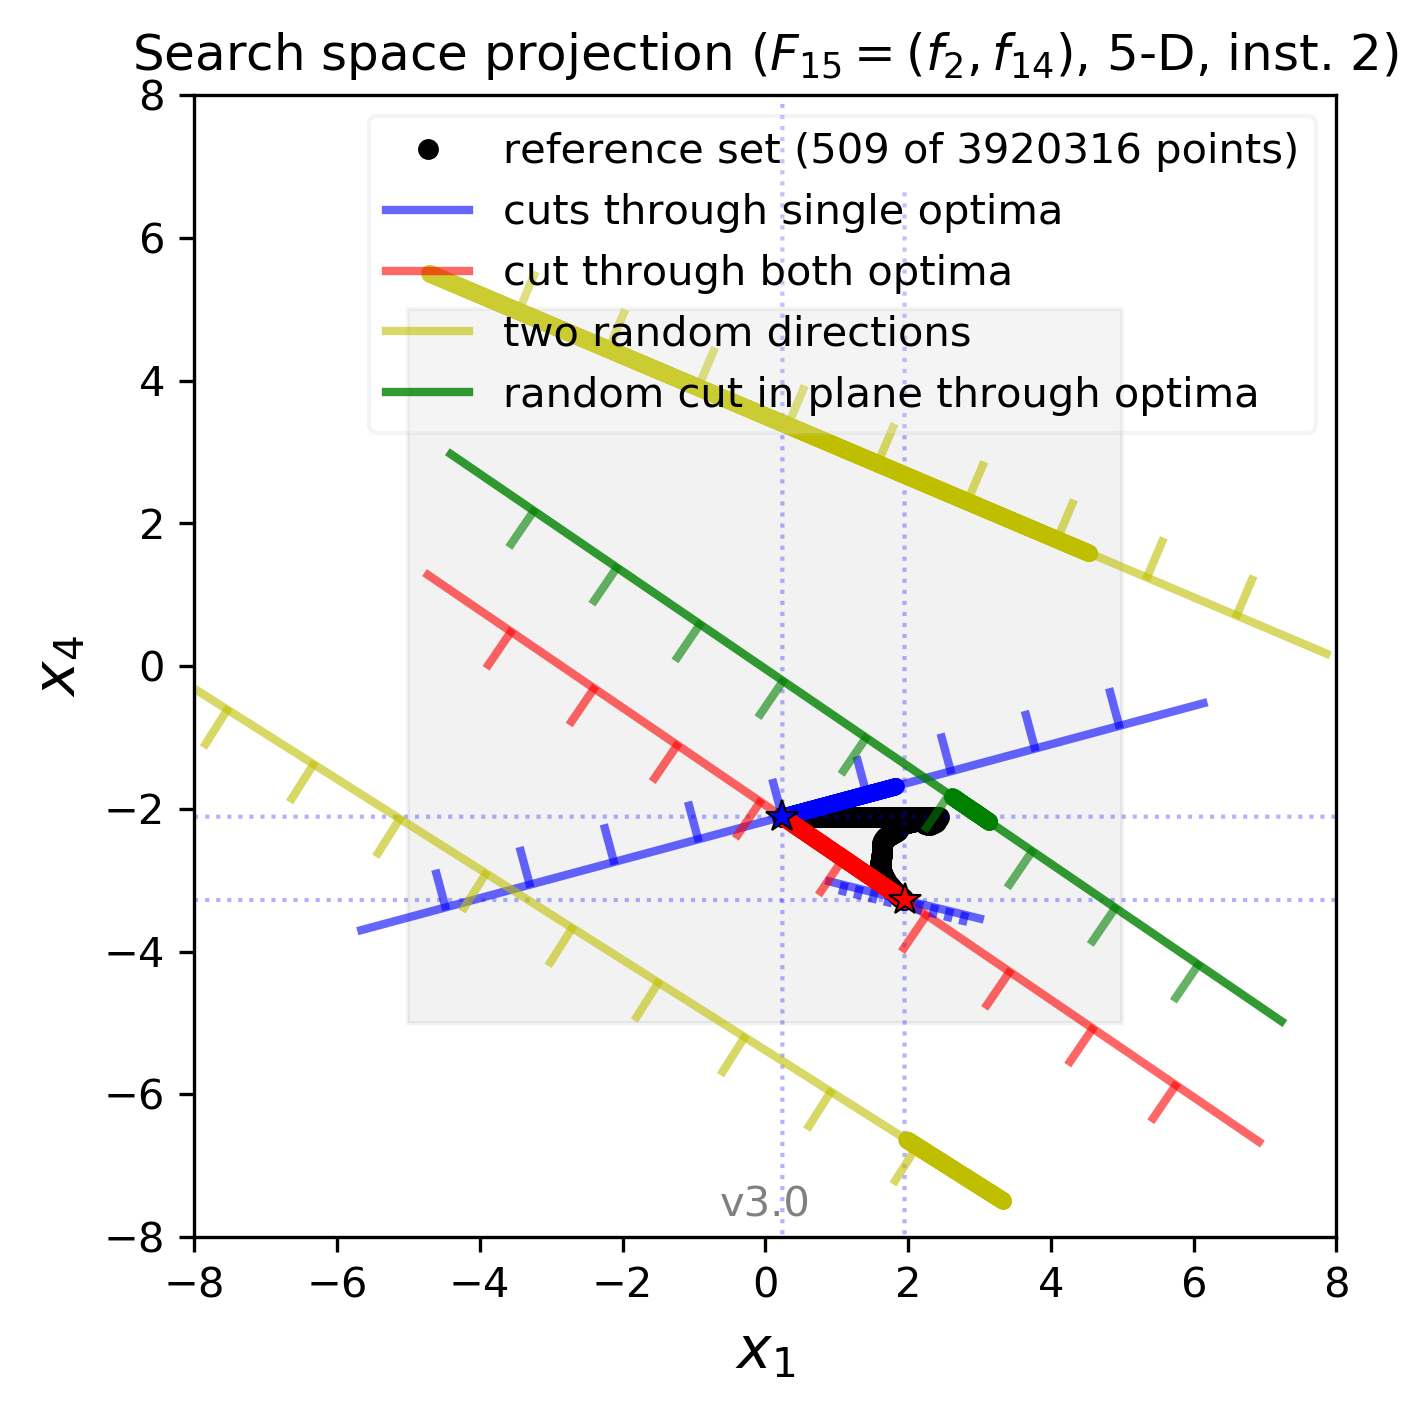 Search space projection (F₁₅ = (f₂, f₁₄), 5-D, inst. 2)
8
reference set (509 of 3920316 points)
cuts through single optima
6
cut through both optima
two random directions
4
random cut in plane through optima
2
x₄
0
−2
−4
−6
v3.0
−8
−8 −6 −4 −2 0 2 4 6 8
x₁